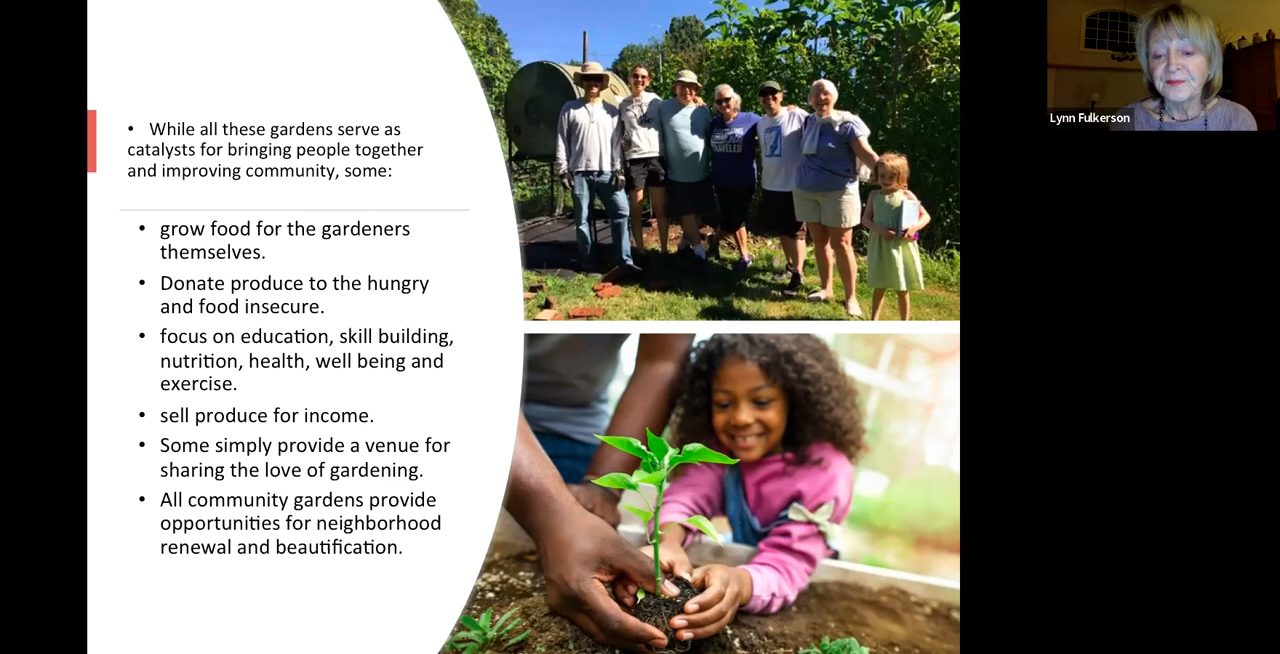 • While all these gardens serve as
catalysts for bringing people together
and improving community, some:
• grow food for the gardeners
themselves.
• Donate produce to the hungry
and food insecure.
• focus on education, skill building,
nutrition, health, well being and
exercise.
• sell produce for income.
• Some simply provide a venue for
sharing the love of gardening.
• All community gardens provide
opportunities for neighborhood
renewal and beautification.
TRAVELED
Lynn Fulkerson